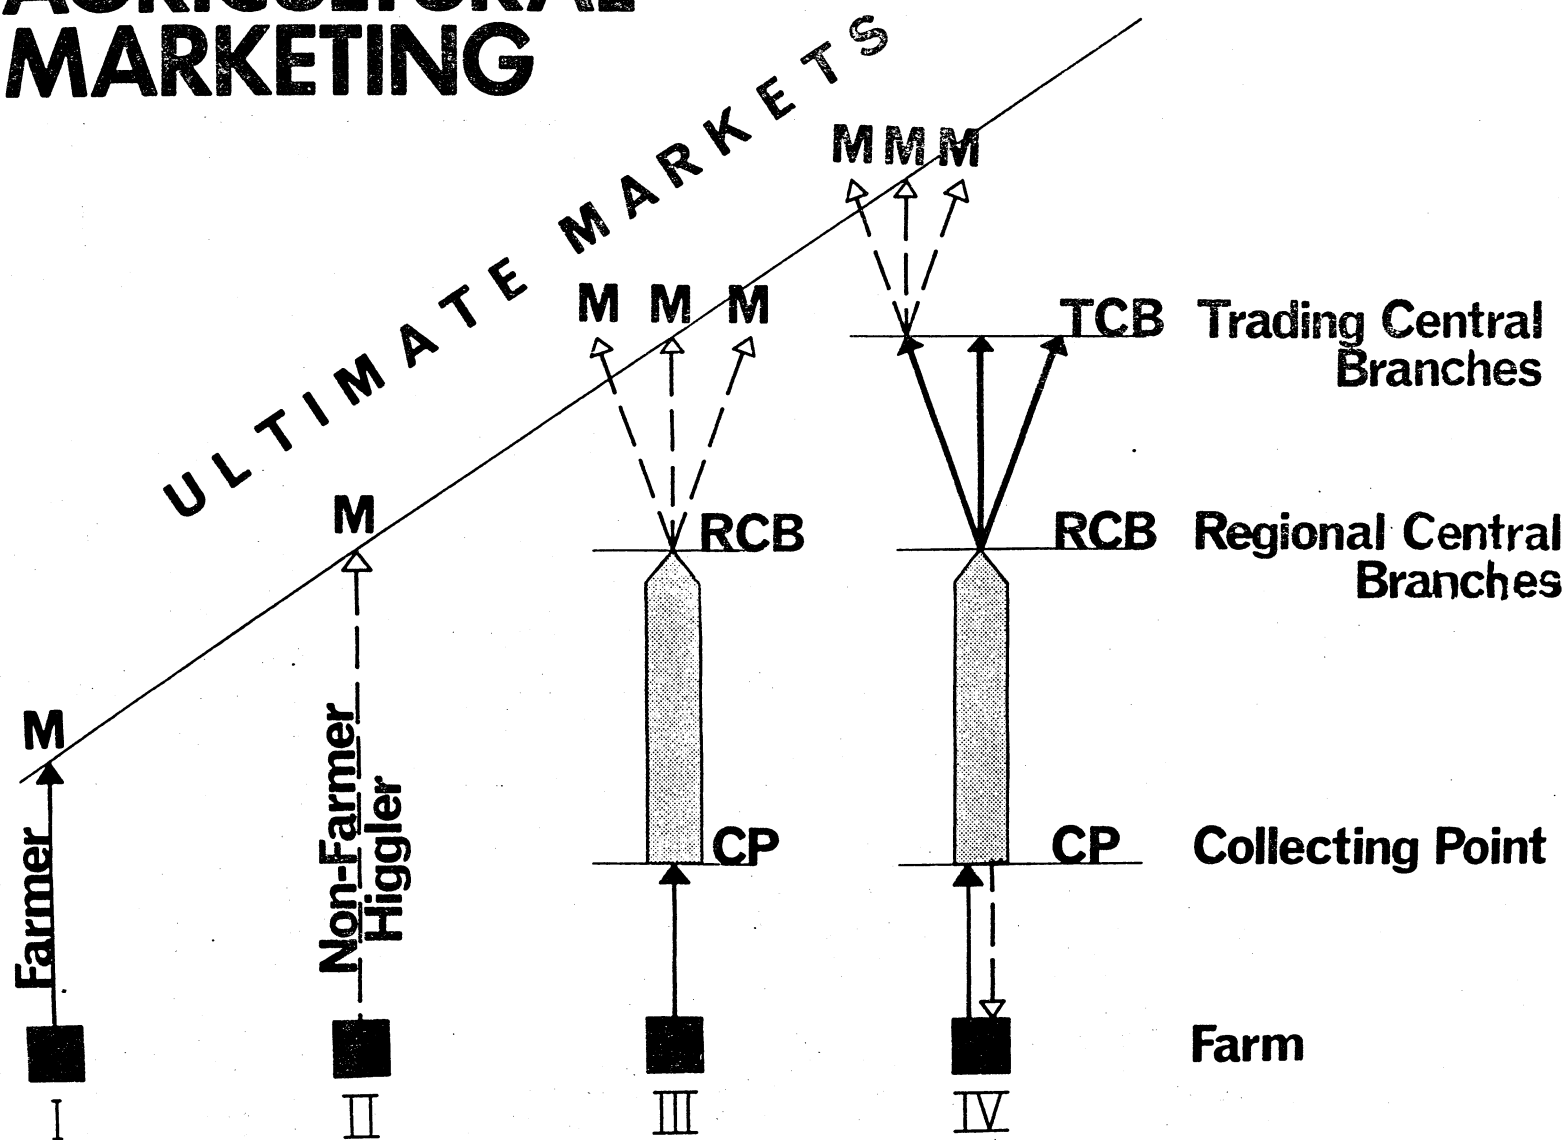 AGRICULTURAL
MARKETING
ULTIMATE MARKETS
M M M
M M M
TCB Trading Central
Branches
M
RCB
RCB Regional Central
Branches
M
Farmer
Non-Farmer
Higgler
CP
CP Collecting Point
Farm
I
II
III
IV